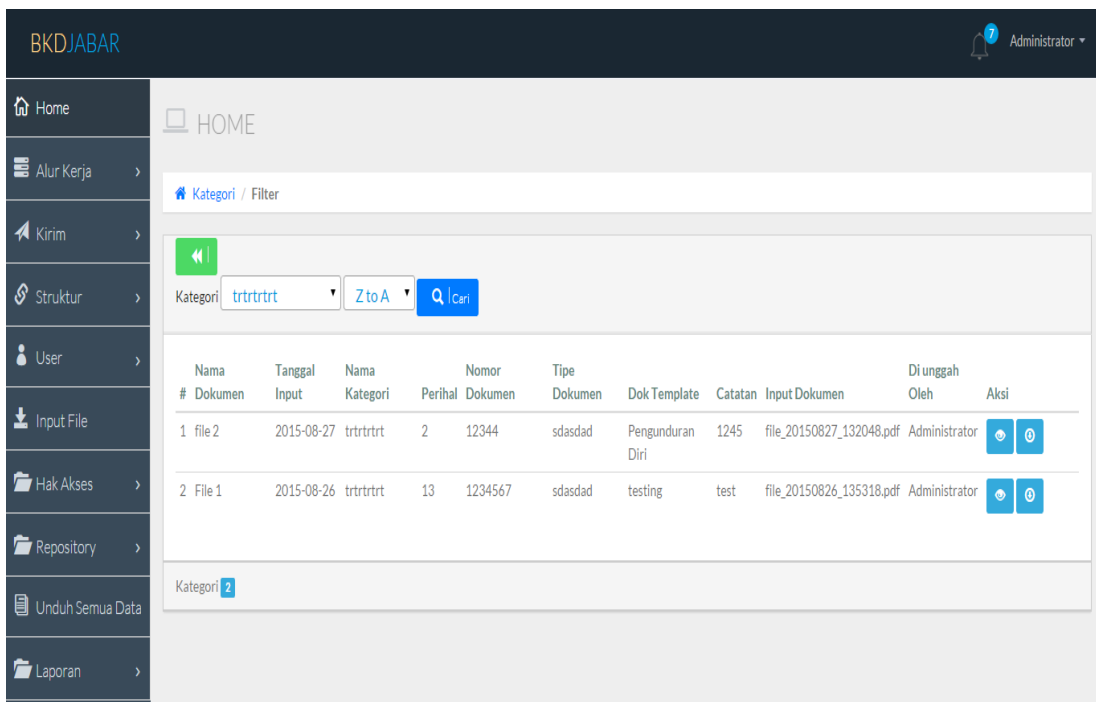 BKDJABAR
7
Administrator
Home
Alur Kerja
Kirim
Struktur
User
Input File
Hak Akses
Repository
Unduh Semua Data
Laporan
HOME
Kategori / Filter
Kategori trtrtrtrt Z to A Cari
# Nama Dokumen Tanggal Input Nama Kategori Perihal Nomor Dokumen Tipe Dokumen Dok Template Catatan Input Dokumen Di unggah Oleh Aksi
1 file 2 2015-08-27 trtrtrtrt 2 12344 sdasdad Pengunduran Diri 1245 file_20150827_132048.pdf Administrator
2 File 1 2015-08-26 trtrtrtrt 13 1234567 sdasdad testing test file_20150826_135318.pdf Administrator
Kategori 2